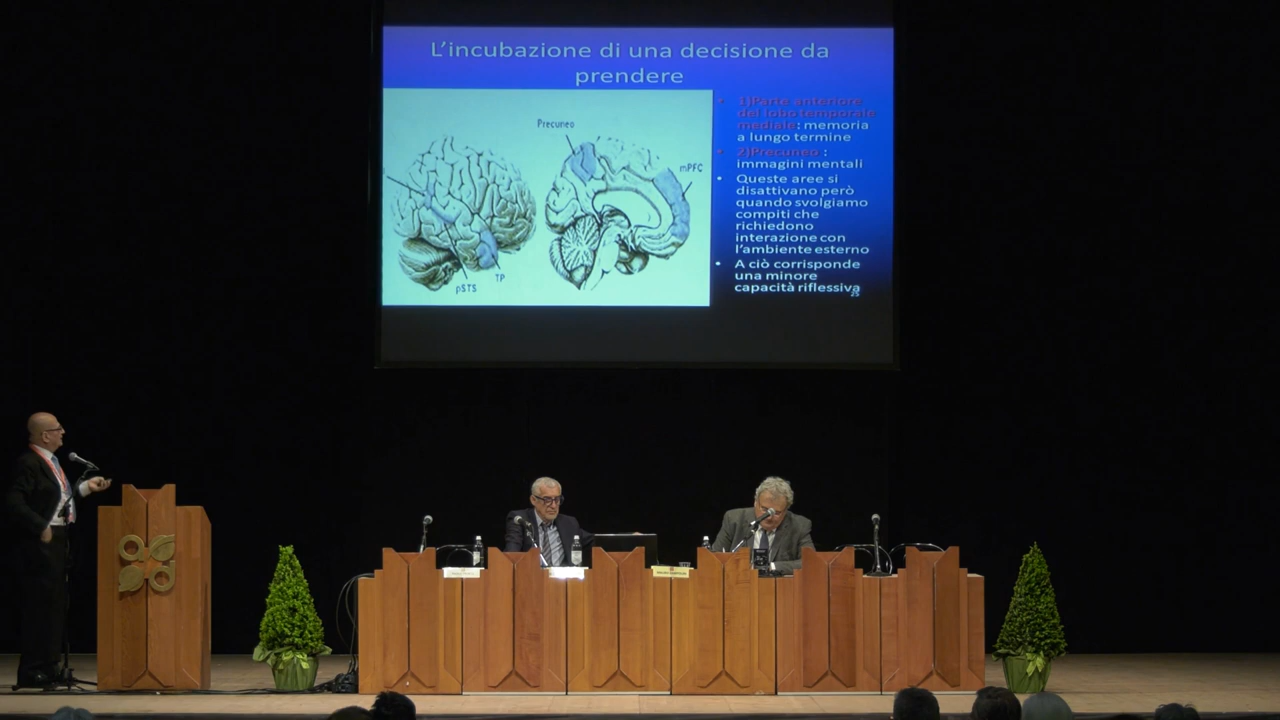 L'incubazione di una decisione da
prendere
Precuneo
mPFC
TP
pSTS
• 1)Parte anteriore
del lobo temporale
mediale: memoria
a lungo termine
• 2)Precuneo :
immagini mentali
• Queste aree si
disattivano però
quando svolgiamo
compiti che
richiedono
interazione con
l'ambiente esterno
• A ciò corrisponde
una minore
capacità riflessiva
25